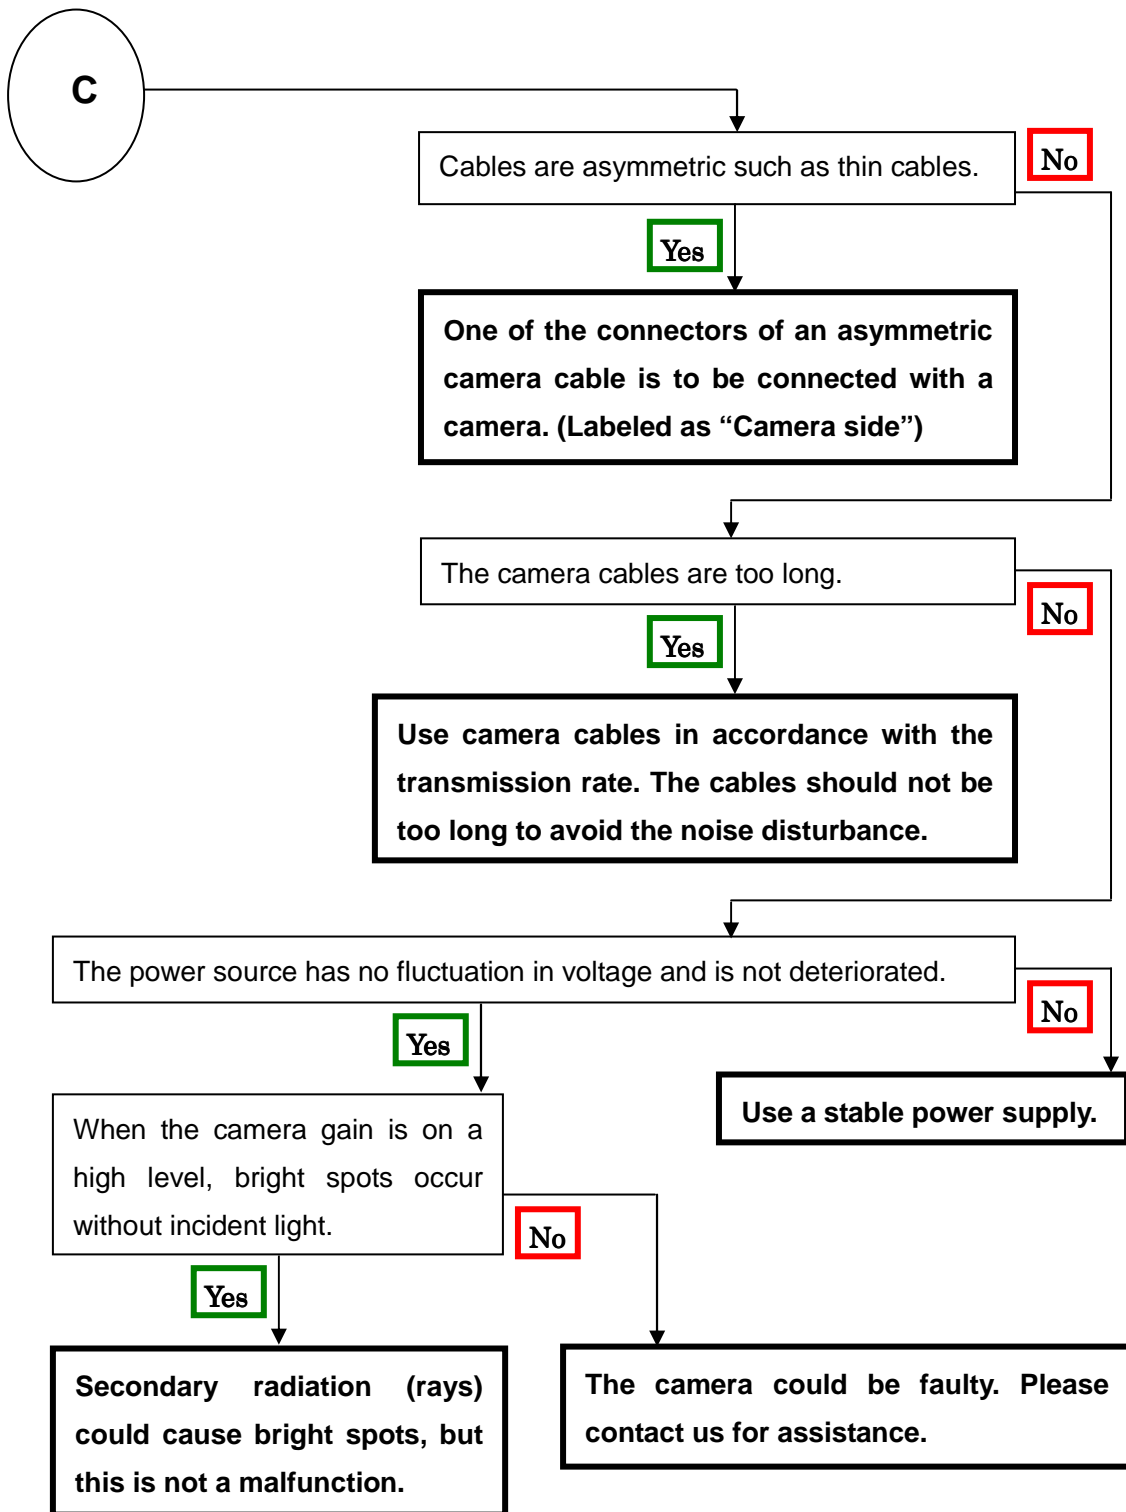 C
Cables are asymmetric such as thin cables.
No
Yes
One of the connectors of an asymmetric
camera cable is to be connected with a
camera. (Labeled as “Camera side”)
The camera cables are too long.
No
Yes
Use camera cables in accordance with the
transmission rate. The cables should not be
too long to avoid the noise disturbance.
The power source has no fluctuation in voltage and is not deteriorated.
No
Yes
Use a stable power supply.
When the camera gain is on a
high level, bright spots occur
without incident light.
No
Yes
Secondary radiation (rays)
could cause bright spots, but
this is not a malfunction.
The camera could be faulty. Please
contact us for assistance.